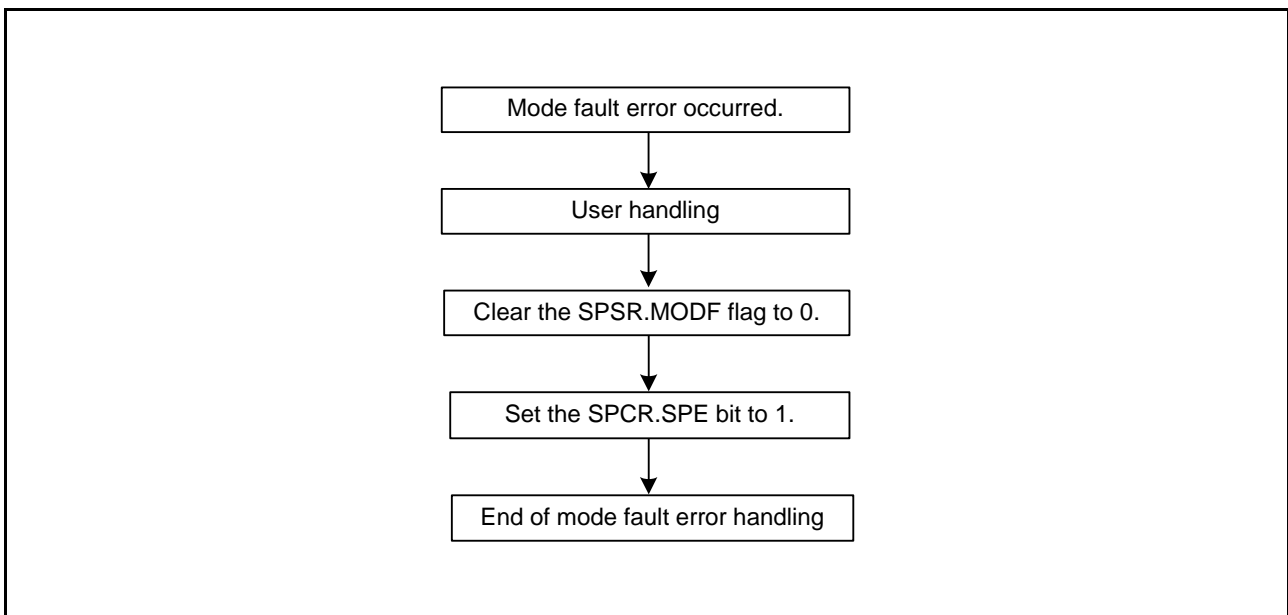 Mode fault error occurred.
User handling
Clear the SPSR.MODF flag to 0.
Set the SPCR.SPE bit to 1.
End of mode fault error handling